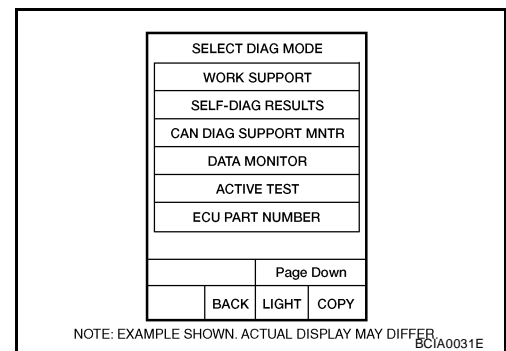 SELECT DIAG MODE
WORK SUPPORT
SELF-DIAG RESULTS
CAN DIAG SUPPORT MNTR
DATA MONITOR
ACTIVE TEST
ECU PART NUMBER
Page Down
BACK LIGHT COPY
NOTE: EXAMPLE SHOWN. ACTUAL DISPLAY MAY DIFFER.
BCIA0031E